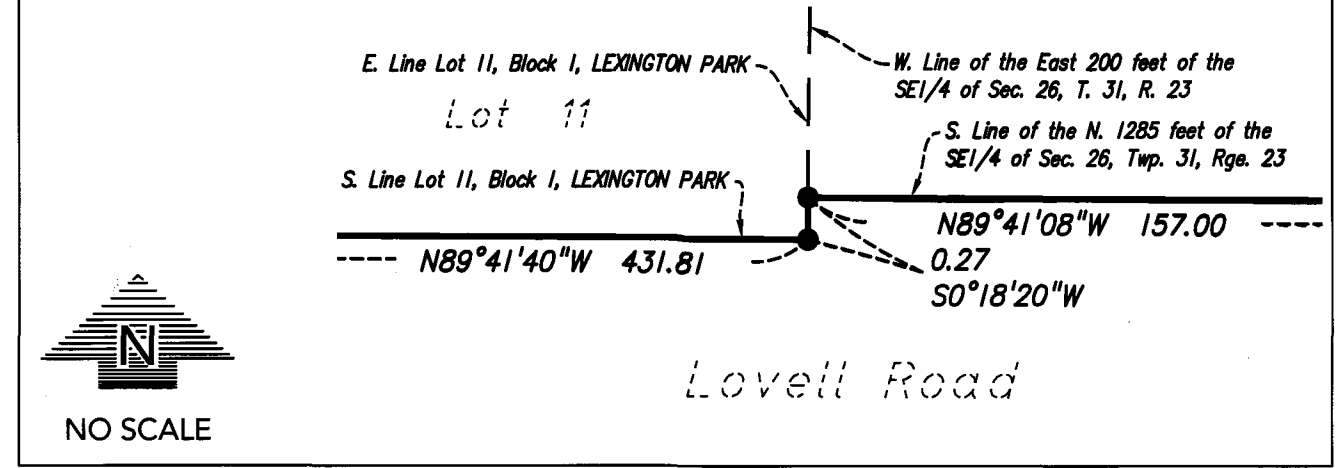 E. Line Lot 11, Block 1, LEXINGTON PARK
W. Line of the East 200 feet of the
SE1/4 of Sec. 26, T. 31, R. 23
Lot 11
S. Line of the N. 1285 feet of the
SE1/4 of Sec. 26, Twp. 31, Rge. 23
S. Line Lot 11, Block 1, LEXINGTON PARK
N89°41'08"W 157.00
N89°41'40"W 431.81
0.27
S0°18'20"W
N
Lovell Road
NO SCALE